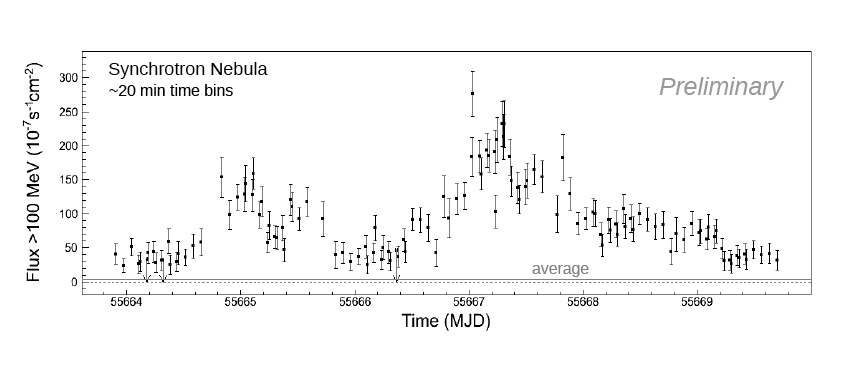 Synchrotron Nebula
~20 min time bins
Preliminary
Flux >100 MeV (10⁻⁷s⁻¹cm⁻²)
300
250
200
150
100
50
0
average
55664 55665 55666 55667 55668 55669
Time (MJD)